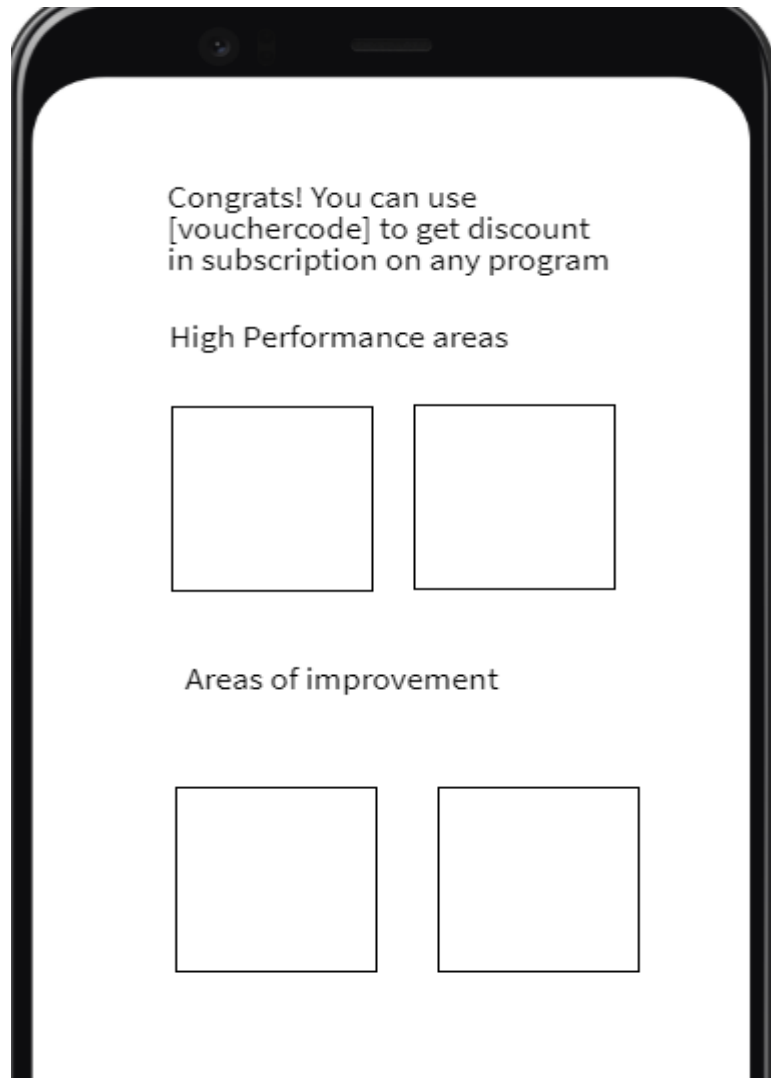 Congrats! You can use
[vouchercode] to get discount
in subscription on any program
High Performance areas
Areas of improvement